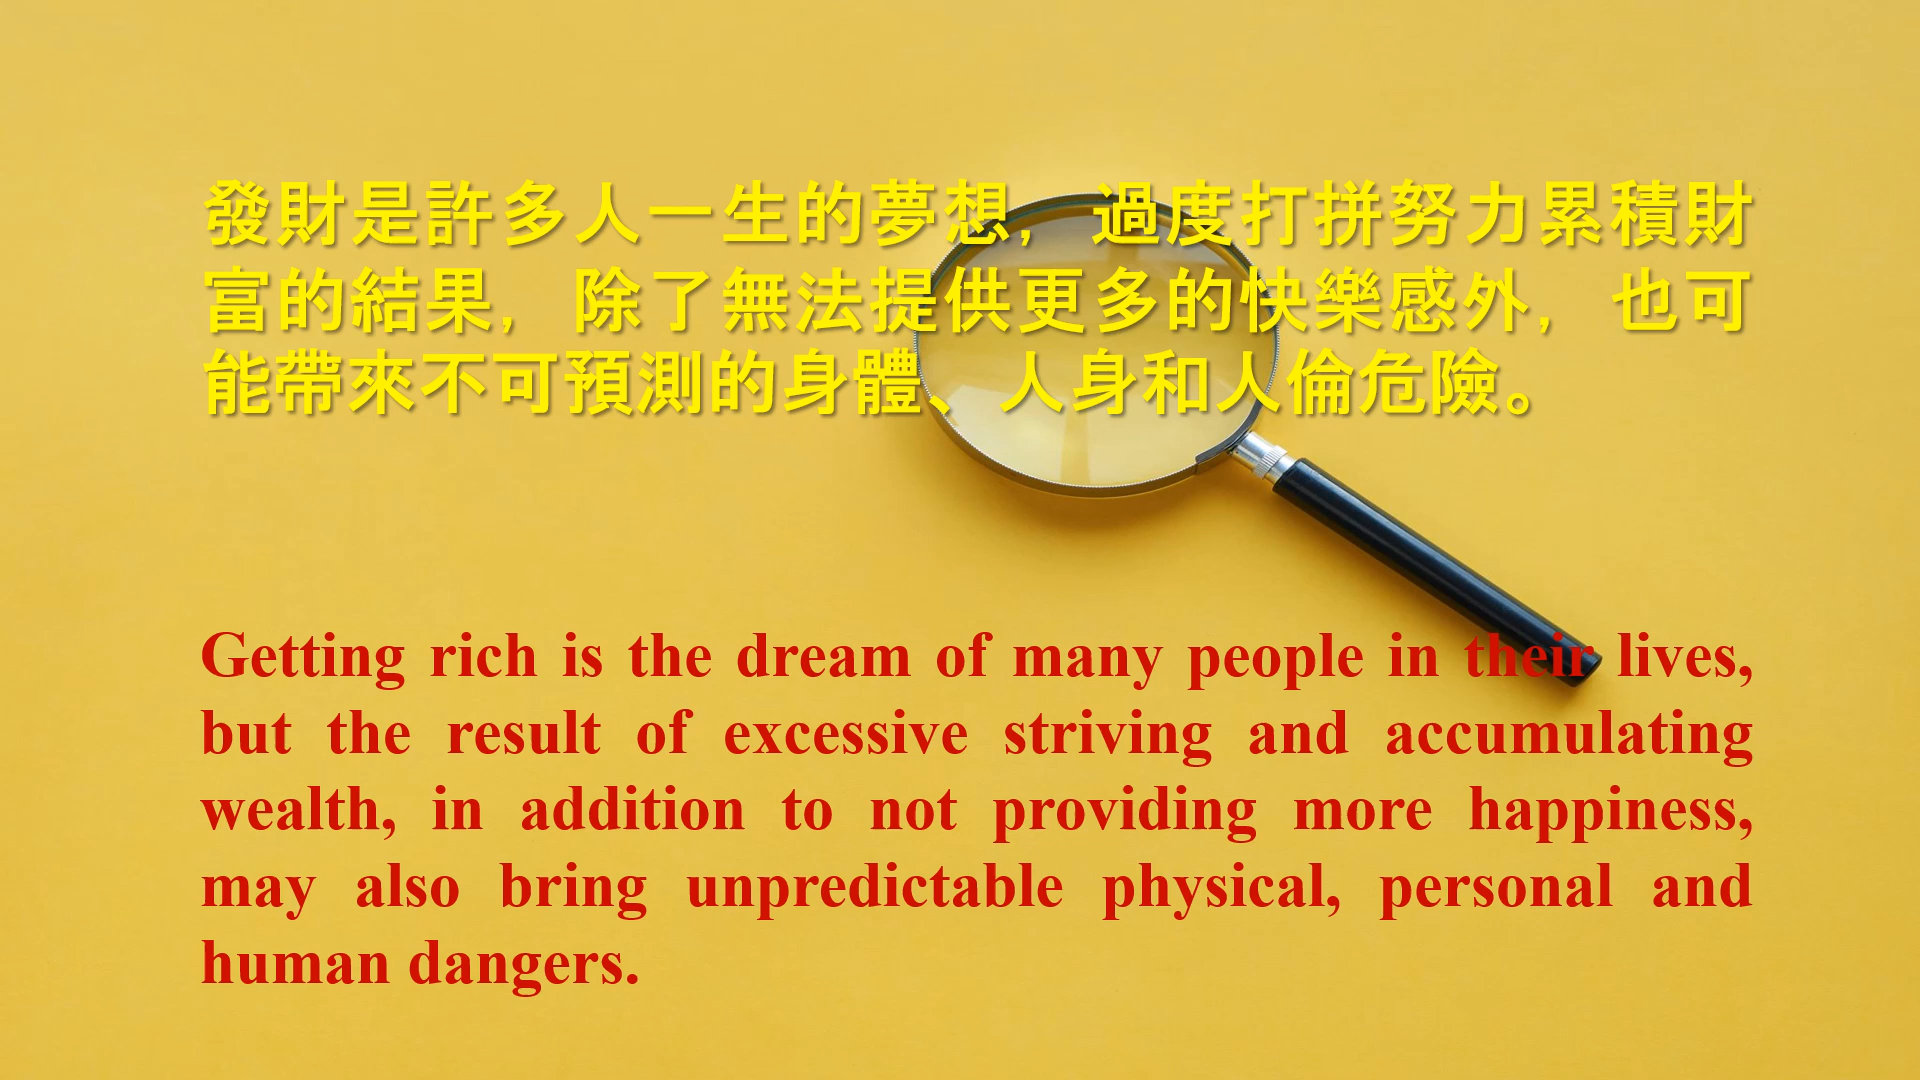 發財是許多人一生的夢想，過度打拼努力累積財
富的結果，除了無法提供更多的快樂感外，也可
能帶來不可預測的身體、人身和人倫危險。
Getting rich is the dream of many people in their lives,
but the result of excessive striving and accumulating
wealth, in addition to not providing more happiness,
may also bring unpredictable physical, personal and
human dangers.